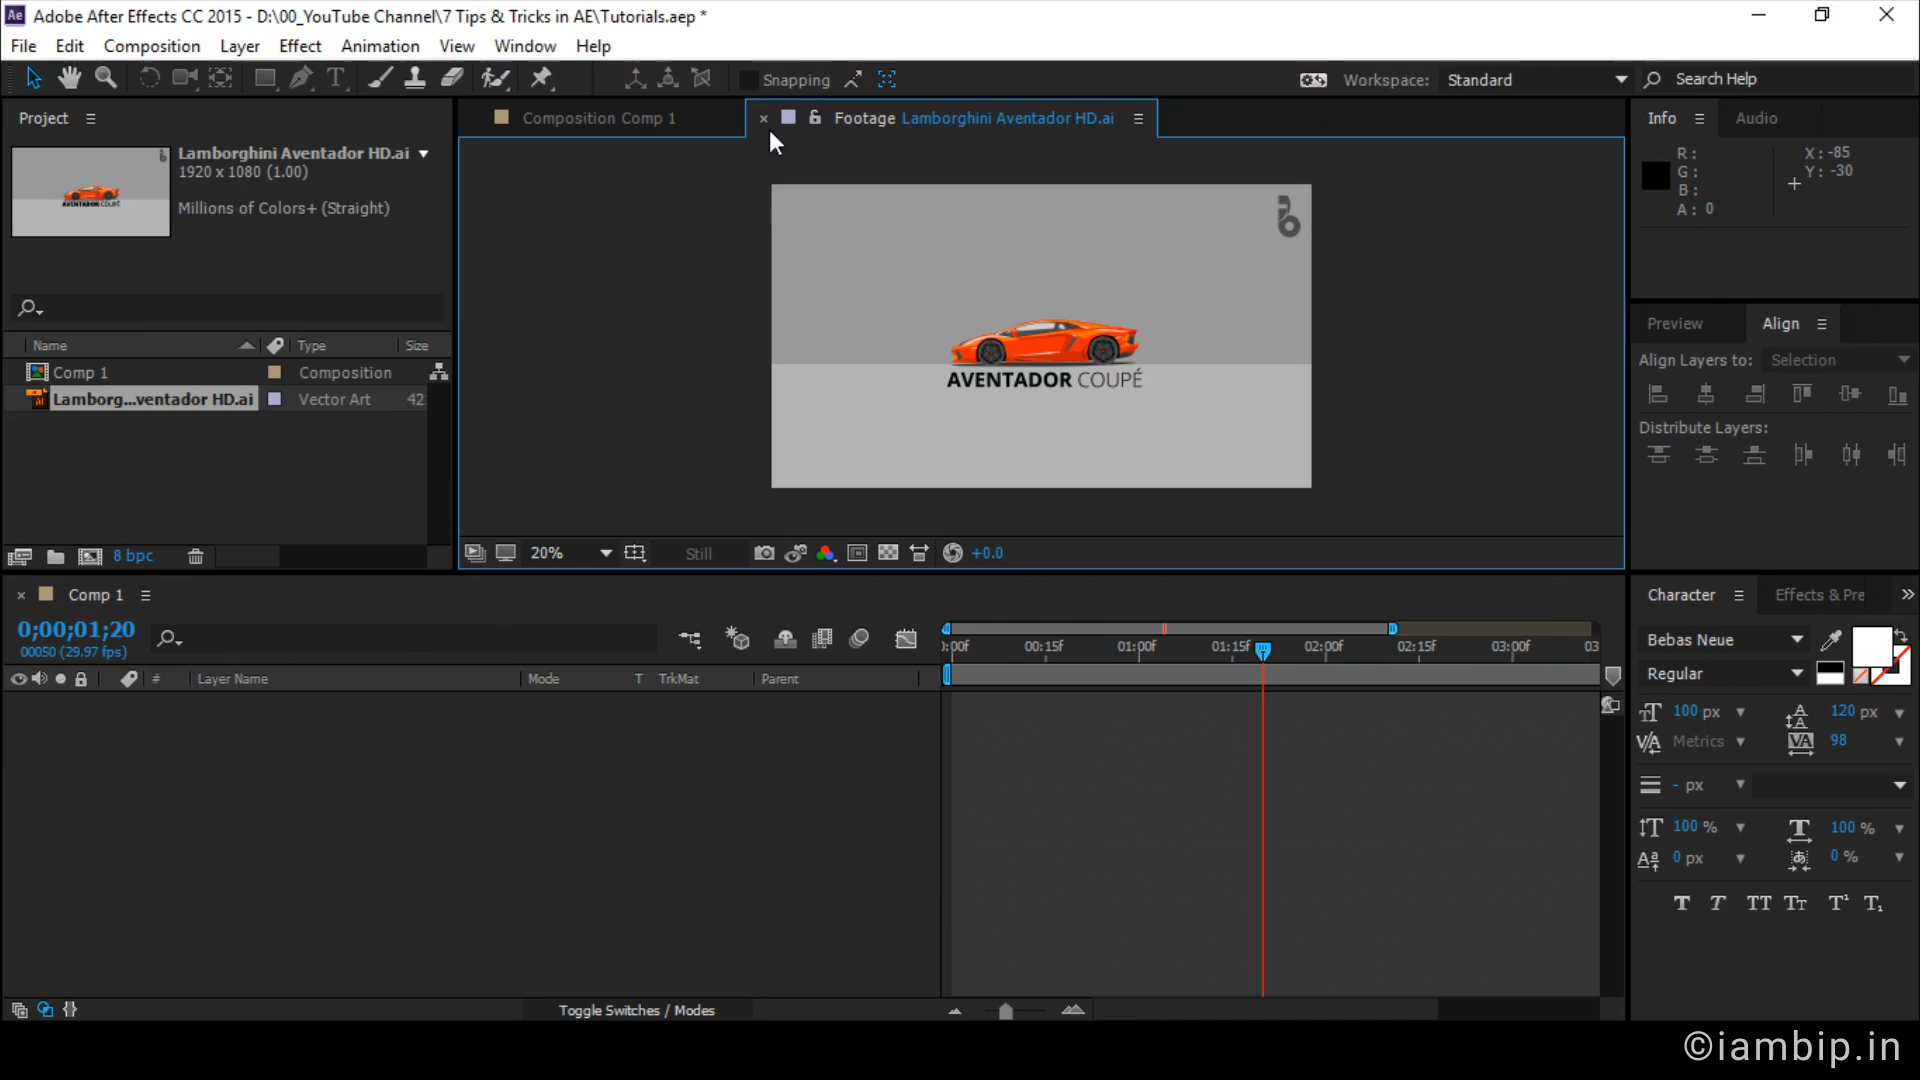 Adobe After Effects CC 2015 - D:\00_YouTube Channel\7 Tips & Tricks in AE\Tutorials.aep *
File Edit Composition Layer Effect Animation View Window Help
Snapping
Workspace: Standard
Search Help
Project
Lamborghini Aventador HD.ai
1920 x 1080 (1.00)
Millions of Colors+ (Straight)
Name Type Size
Comp 1 Composition
Lamborg...ventador HD.ai Vector Art 42
8 bpc
Composition Comp 1
Footage Lamborghini Aventador HD.ai
AVENTADOR COUPÉ
20% Still +0.0
Info Audio
R: X: -85
G: Y: -30
B:
A: 0
Preview Align
Align Layers to: Selection
Distribute Layers:
Comp 1
0;00;01;20
00050 (29.97 fps)
# Layer Name Mode T TrkMat Parent
:00f 00:15f 01:00f 01:15f 02:00f 02:15f 03:00f 03
Toggle Switches / Modes
Character Effects & Pre
Bebas Neue
Regular
100 px 120 px
Metrics 98
- px
100 % 100 %
0 px 0 %
T T TT Tt T¹ T₁
©iambip.in